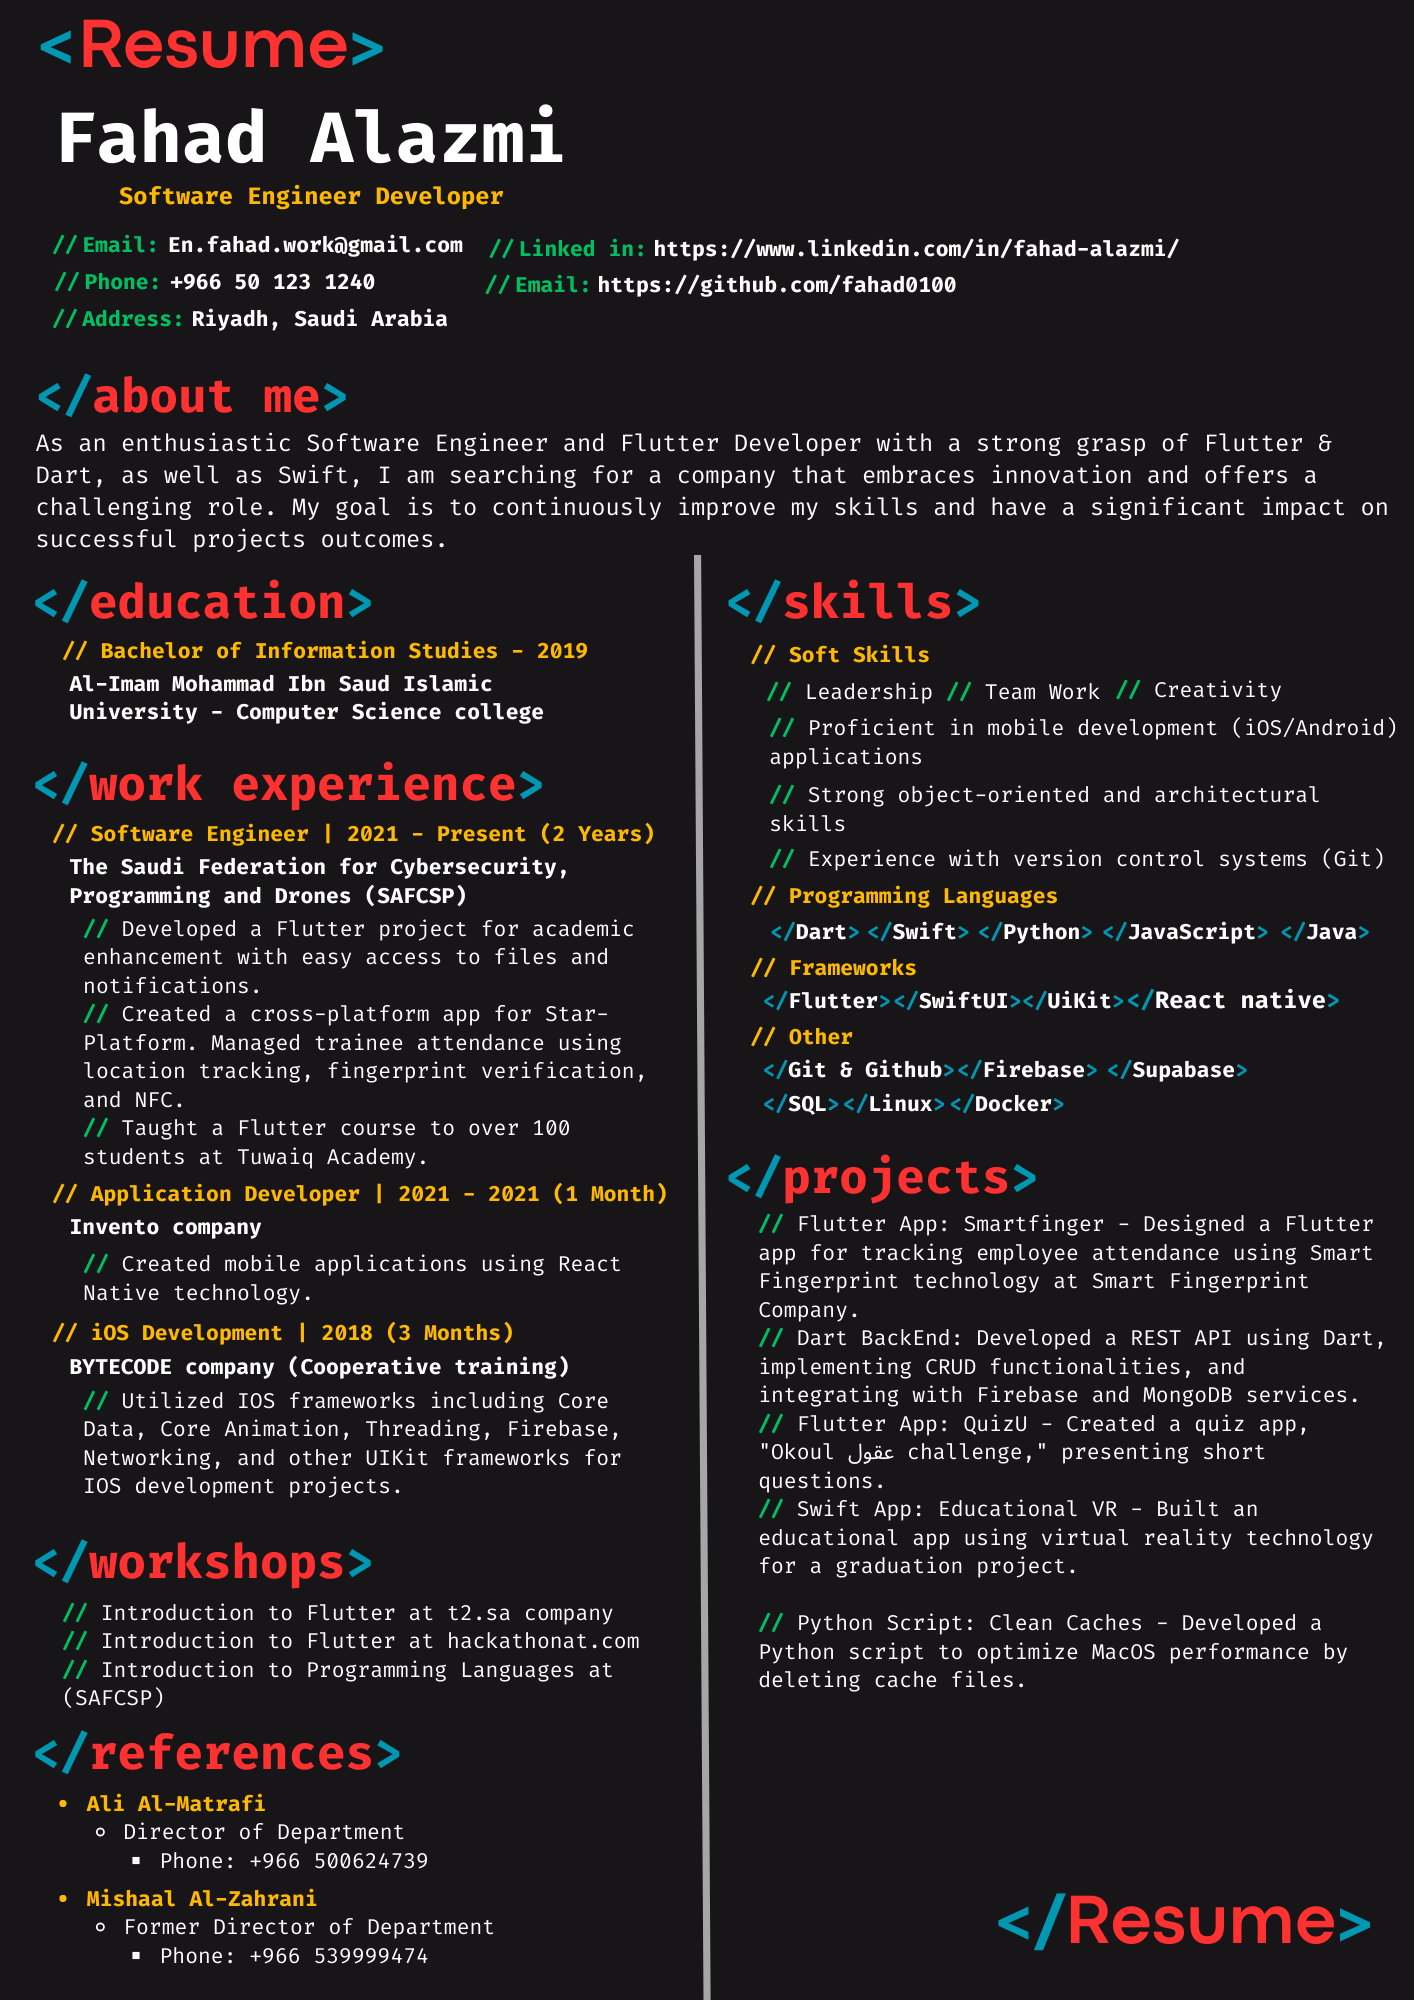 <Resume>
Fahad Alazmi
Software Engineer Developer
// Email: En.fahad.work@gmail.com
// Phone: +966 50 123 1240
// Address: Riyadh, Saudi Arabia
// Linked in: https://www.linkedin.com/in/fahad-alazmi/
// Email: https://github.com/fahad0100
</about me>
As an enthusiastic Software Engineer and Flutter Developer with a strong grasp of Flutter &
Dart, as well as Swift, I am searching for a company that embraces innovation and offers a
challenging role. My goal is to continuously improve my skills and have a significant impact on
successful projects outcomes.
</education>
// Bachelor of Information Studies - 2019
Al-Imam Mohammad Ibn Saud Islamic
University - Computer Science college
</work experience>
// Software Engineer | 2021 - Present (2 Years)
The Saudi Federation for Cybersecurity,
Programming and Drones (SAFCSP)
// Developed a Flutter project for academic
enhancement with easy access to files and
notifications.
// Created a cross-platform app for Star-
Platform. Managed trainee attendance using
location tracking, fingerprint verification,
and NFC.
// Taught a Flutter course to over 100
students at Tuwaiq Academy.
// Application Developer | 2021 - 2021 (1 Month)
Invento company
// Created mobile applications using React
Native technology.
// iOS Development | 2018 (3 Months)
BYTECODE company (Cooperative training)
// Utilized IOS frameworks including Core
Data, Core Animation, Threading, Firebase,
Networking, and other UIKit frameworks for
IOS development projects.
</workshops>
// Introduction to Flutter at t2.sa company
// Introduction to Flutter at hackathonat.com
// Introduction to Programming Languages at
(SAFCSP)
</references>
• Ali Al-Matrafi
Director of Department
Phone: +966 500624739
• Mishaal Al-Zahrani
Former Director of Department
Phone: +966 539999474
</skills>
// Soft Skills
// Leadership // Team Work // Creativity
// Proficient in mobile development (iOS/Android)
applications
// Strong object-oriented and architectural
skills
// Experience with version control systems (Git)
// Programming Languages
</Dart> </Swift> </Python> </JavaScript> </Java>
// Frameworks
</Flutter></SwiftUI></UiKit></React native>
// Other
</Git & Github></Firebase> </Supabase>
</SQL></Linux></Docker>
</projects>
// Flutter App: Smartfinger - Designed a Flutter
app for tracking employee attendance using Smart
Fingerprint technology at Smart Fingerprint
Company.
// Dart BackEnd: Developed a REST API using Dart,
implementing CRUD functionalities, and
integrating with Firebase and MongoDB services.
// Flutter App: QuizU - Created a quiz app,
"Okoul عقول challenge," presenting short
questions.
// Swift App: Educational VR - Built an
educational app using virtual reality technology
for a graduation project.
// Python Script: Clean Caches - Developed a
Python script to optimize MacOS performance by
deleting cache files.
</Resume>